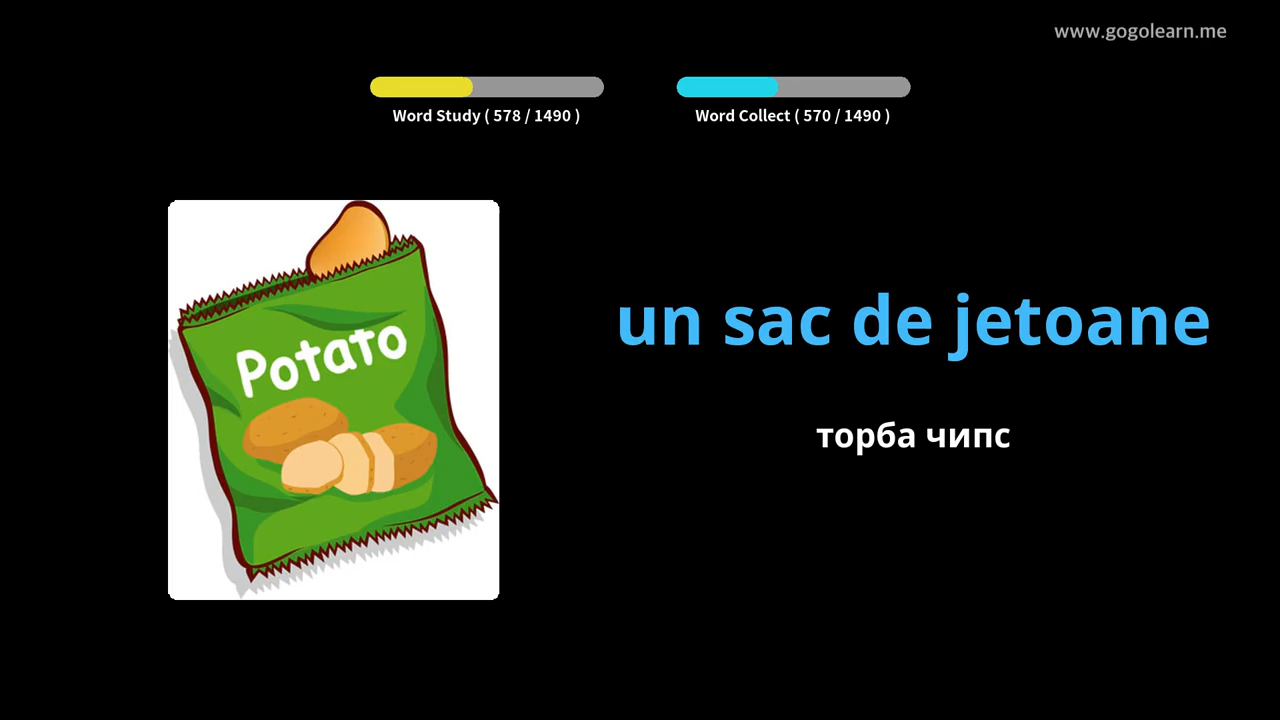 www.gogolearn.me
Word Study ( 578 / 1490 )
Word Collect ( 570 / 1490 )
Potato
un sac de jetoane
торба чипс